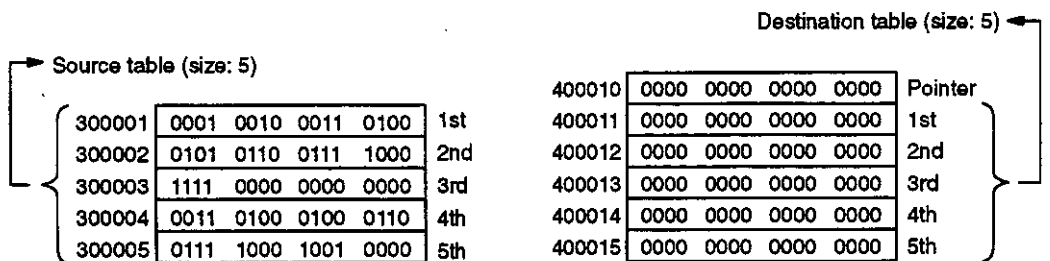 Destination table (size: 5)
Source table (size: 5)
300001 0001 0010 0011 0100 1st
300002 0101 0110 0111 1000 2nd
300003 1111 0000 0000 0000 3rd
300004 0011 0100 0100 0110 4th
300005 0111 1000 1001 0000 5th
400010 0000 0000 0000 0000 Pointer
400011 0000 0000 0000 0000 1st
400012 0000 0000 0000 0000 2nd
400013 0000 0000 0000 0000 3rd
400014 0000 0000 0000 0000 4th
400015 0000 0000 0000 0000 5th